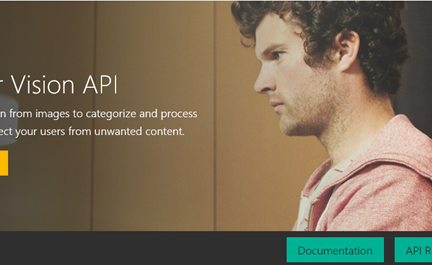 r Vision API
n from images to categorize and process
ect your users from unwanted content.
Documentation
API R